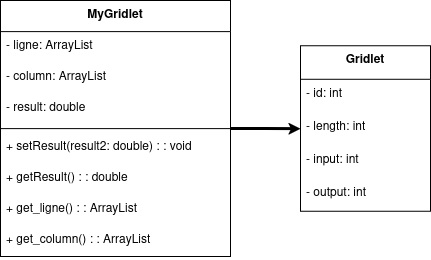 MyGridlet
- ligne: ArrayList
- column: ArrayList
- result: double
+ setResult(result2: double) : : void
+ getResult() : : double
+ get_ligne() : : ArrayList
+ get_column() : : ArrayList
Gridlet
- id: int
- length: int
- input: int
- output: int